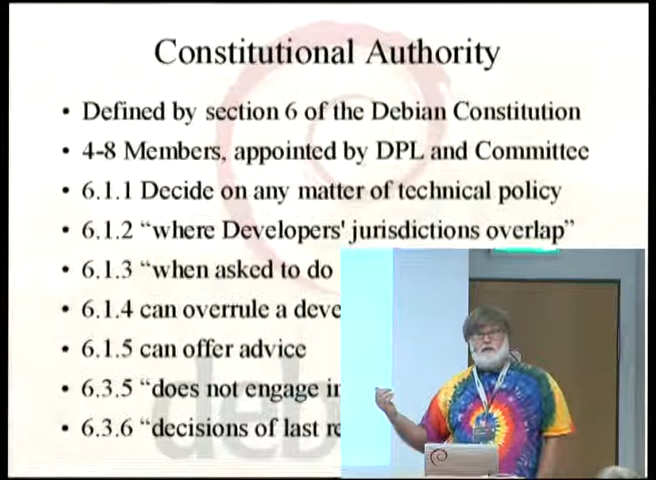 Constitutional Authority
• Defined by section 6 of the Debian Constitution
• 4-8 Members, appointed by DPL and Committee
• 6.1.1 Decide on any matter of technical policy
• 6.1.2 “where Developers' jurisdictions overlap”
• 6.1.3 “when asked to do
• 6.1.4 can overrule a deve
• 6.1.5 can offer advice
• 6.3.5 “does not engage in
• 6.3.6 “decisions of last re
deb